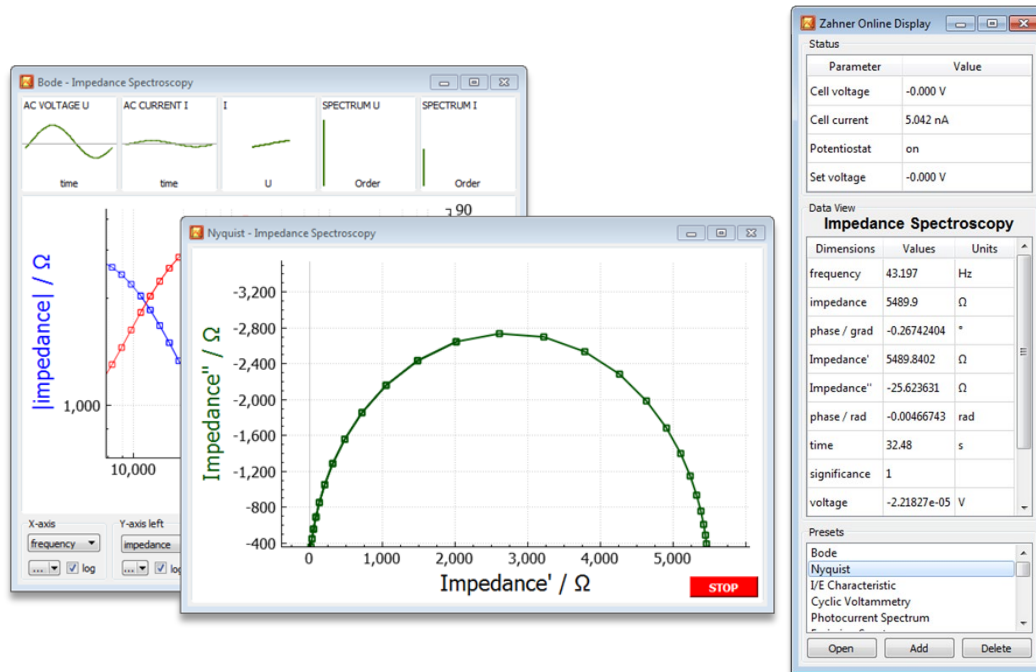 Bode - Impedance Spectroscopy
AC VOLTAGE U
AC CURRENT I
I
SPECTRUM U
SPECTRUM I
time
time
U
Order
Order
|impedance| / Ω
1,000
10,000
90
X-axis
Y-axis left
frequency
impedance
...
log
...
log
Nyquist - Impedance Spectroscopy
Impedance'' / Ω
-3,200
-2,800
-2,400
-2,000
-1,600
-1,200
-800
-400
0 1,000 2,000 3,000 4,000 5,000
Impedance' / Ω
STOP
Zahner Online Display
Status
Parameter Value
Cell voltage -0.000 V
Cell current 5.042 nA
Potentiostat on
Set voltage -0.000 V
Data View
Impedance Spectroscopy
Dimensions Values Units
frequency 43.197 Hz
impedance 5489.9 Ω
phase / grad -0.26742404 °
Impedance' 5489.8402 Ω
Impedance'' -25.623631 Ω
phase / rad -0.00466743 rad
time 32.48 s
significance 1
voltage -2.21827e-05 V
Presets
Bode
Nyquist
I/E Characteristic
Cyclic Voltammetry
Photocurrent Spectrum
Open Add Delete